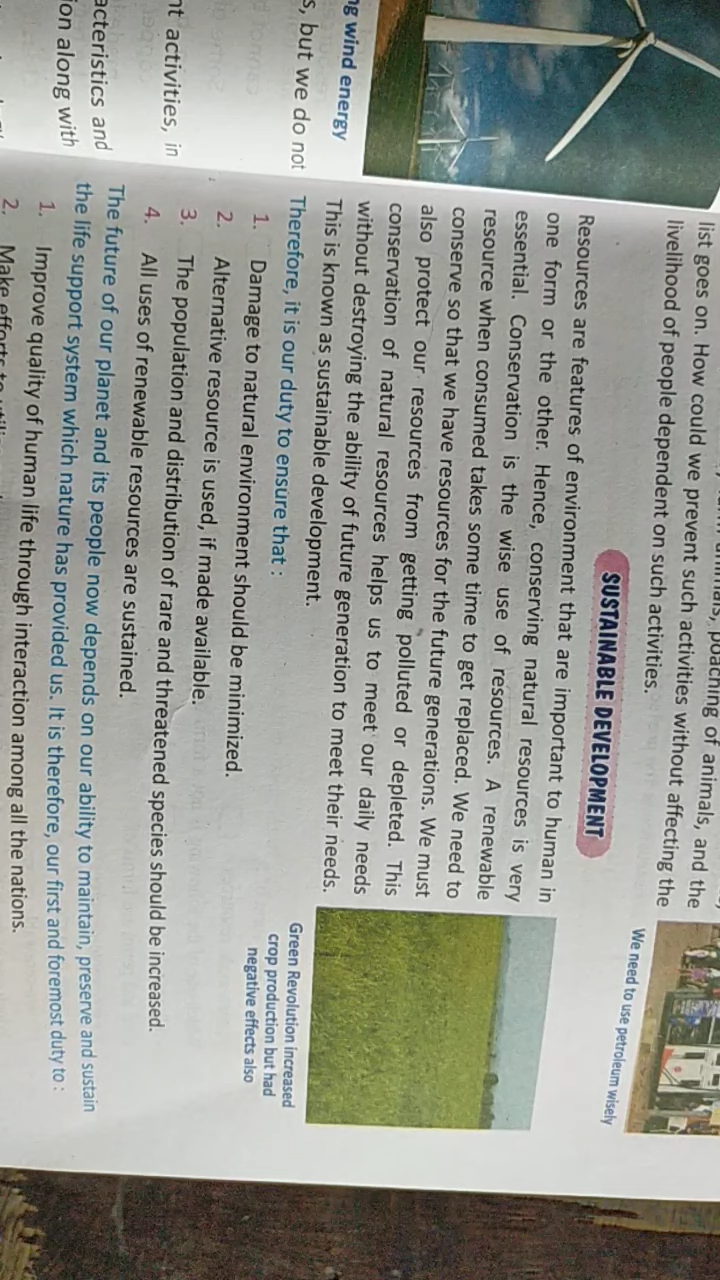 ng wind energy
s, but we do not
nt activities, in
acteristics and
ion along with
poaching of animals, and the
list goes on. How could we prevent such activities without affecting the
livelihood of people dependent on such activities.
We need to use petroleum wisely
SUSTAINABLE DEVELOPMENT
Resources are features of environment that are important to human in
one form or the other. Hence, conserving natural resources is very
essential. Conservation is the wise use of resources. A renewable
resource when consumed takes some time to get replaced. We need to
conserve so that we have resources for the future generations. We must
also protect our resources from getting polluted or depleted. This
conservation of natural resources helps us to meet our daily needs
without destroying the ability of future generation to meet their needs.
This is known as sustainable development.
Therefore, it is our duty to ensure that :
1. Damage to natural environment should be minimized.
2. Alternative resource is used, if made available.
3. The population and distribution of rare and threatened species should be increased.
4. All uses of renewable resources are sustained.
Green Revolution increased
crop production but had
negative effects also
The future of our planet and its people now depends on our ability to maintain, preserve and sustain
the life support system which nature has provided us. It is therefore, our first and foremost duty to :
1. Improve quality of human life through interaction among all the nations.
2. Make efforts to